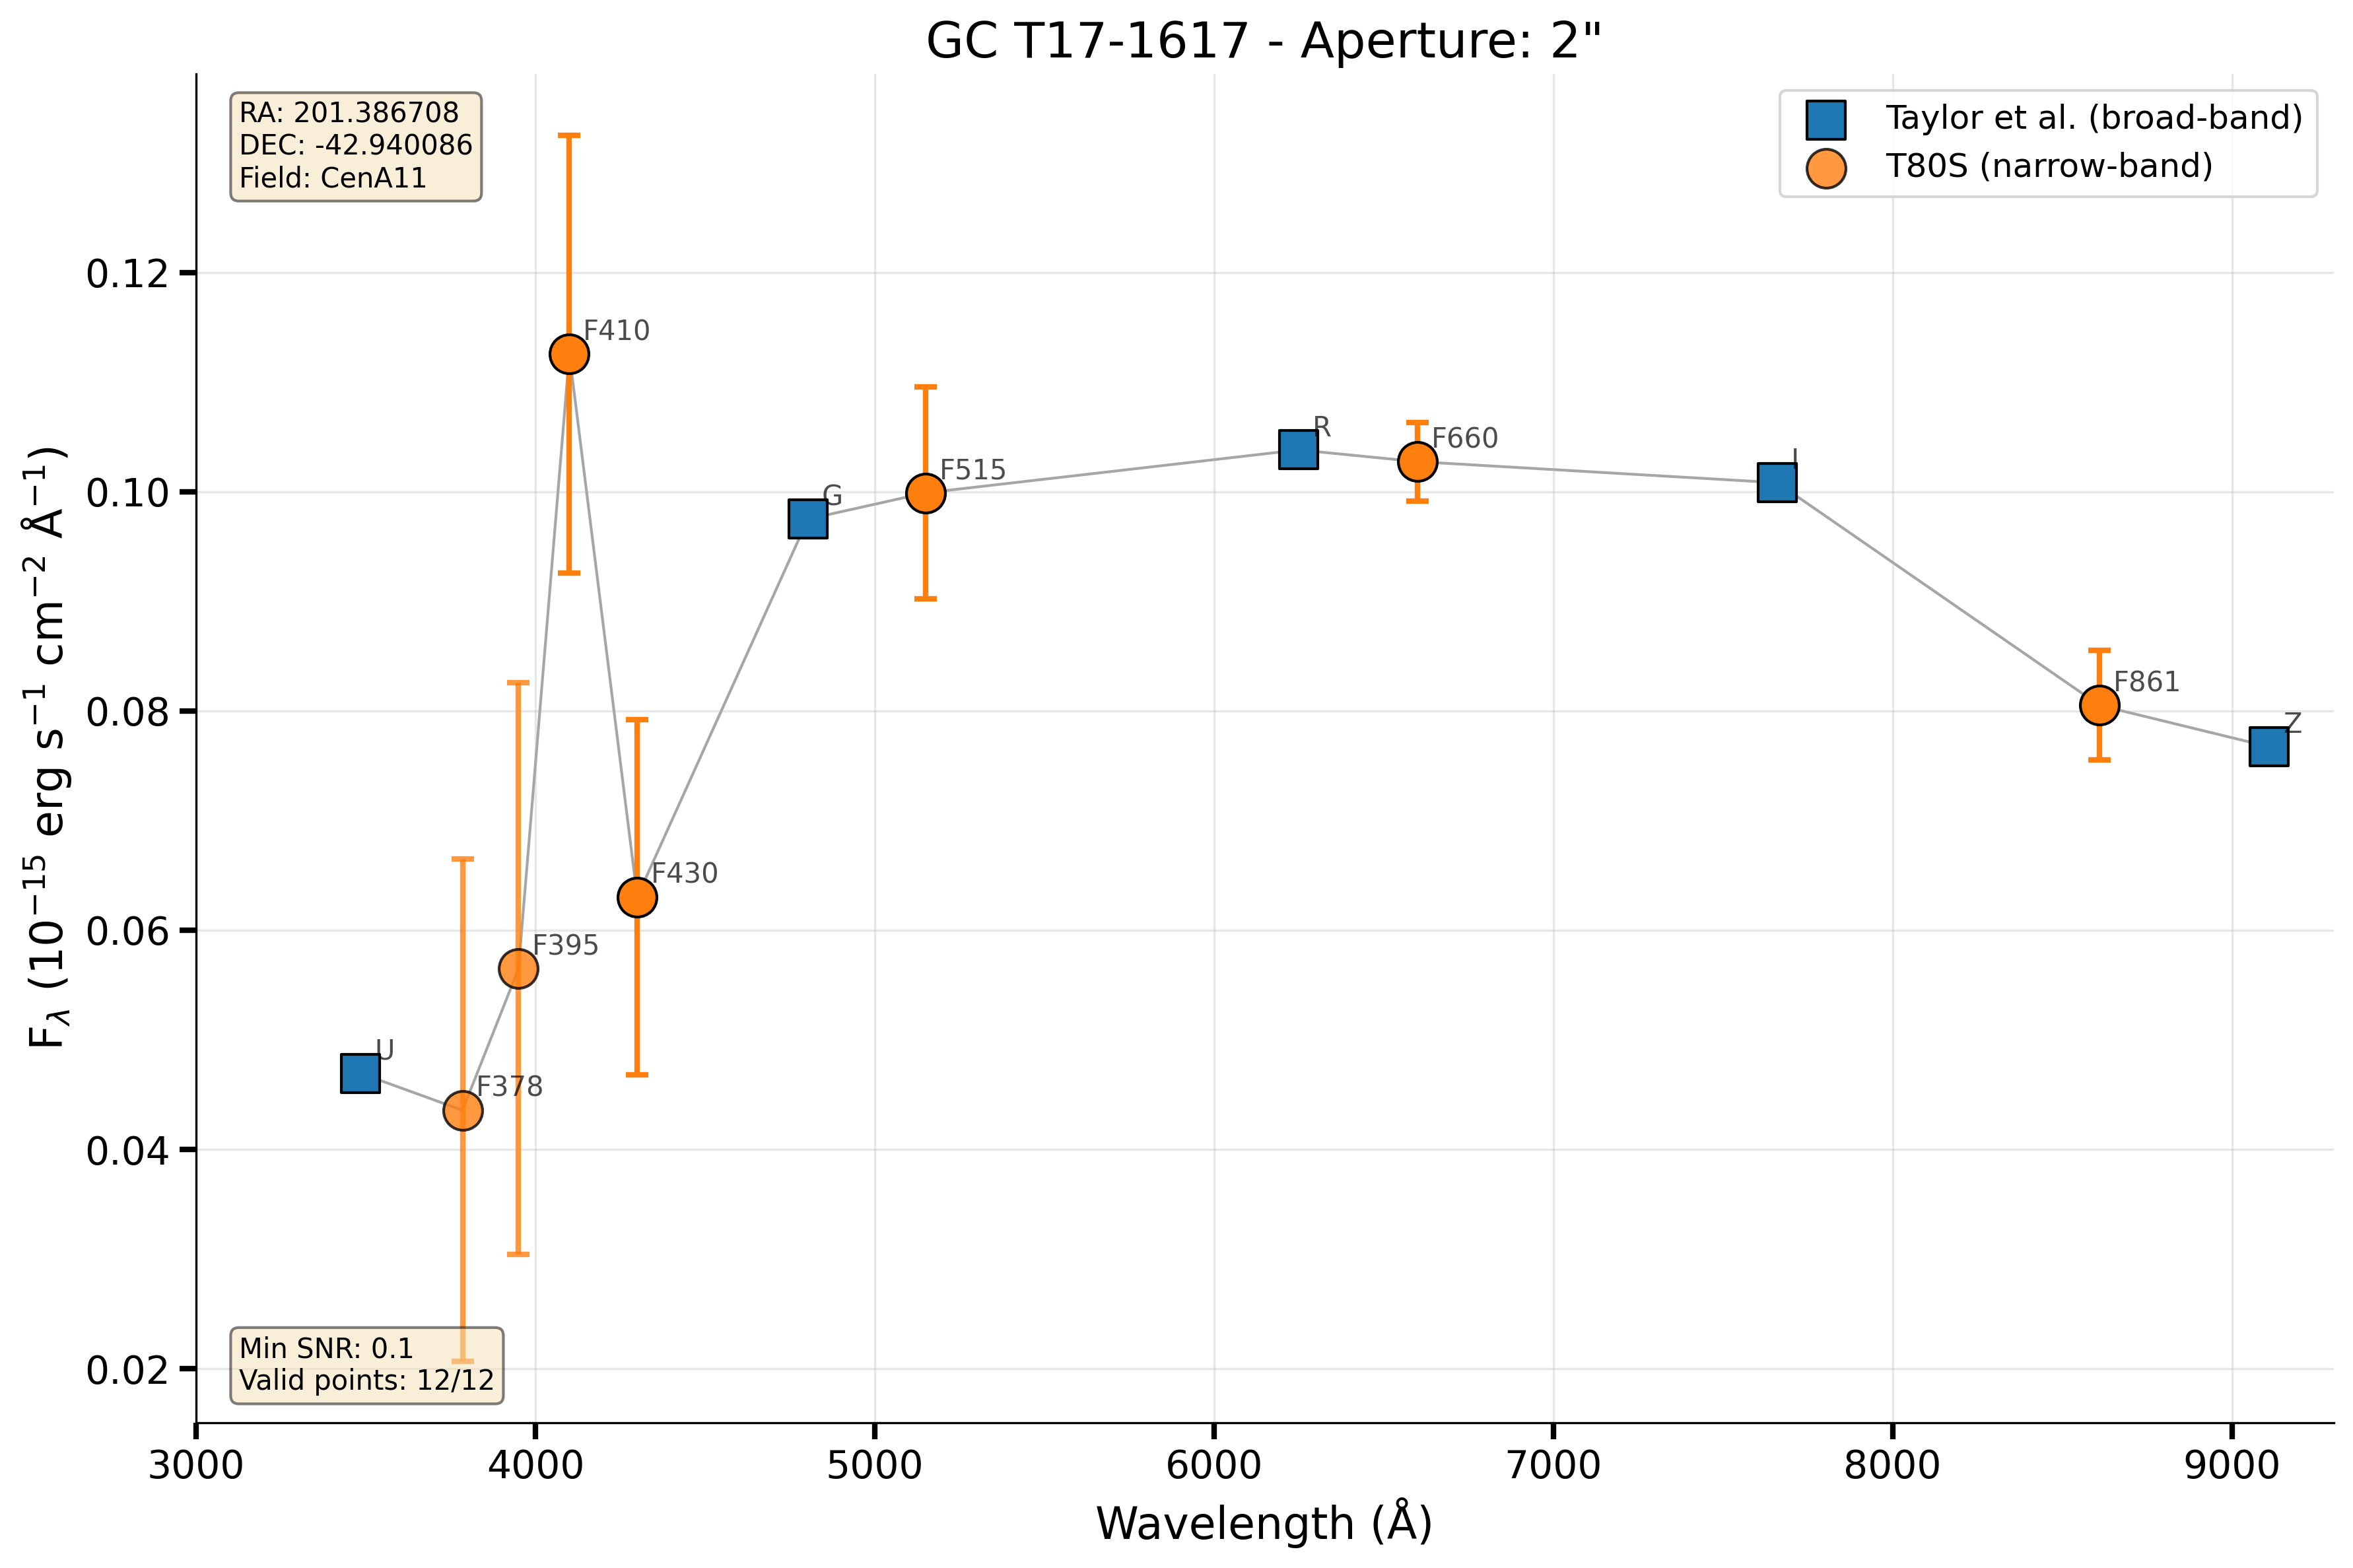 GC T17-1617 - Aperture: 2"
RA: 201.386708
DEC: -42.940086
Field: CenA11
Taylor et al. (broad-band)
T80S (narrow-band)
F410
F515
G
R
F660
I
F861
Z
F430
F395
U
F378
Min SNR: 0.1
Valid points: 12/12
0.12
0.10
0.08
0.06
0.04
0.02
Fλ (10⁻¹⁵ erg s⁻¹ cm⁻² Å⁻¹)
3000 4000 5000 6000 7000 8000 9000
Wavelength (Å)